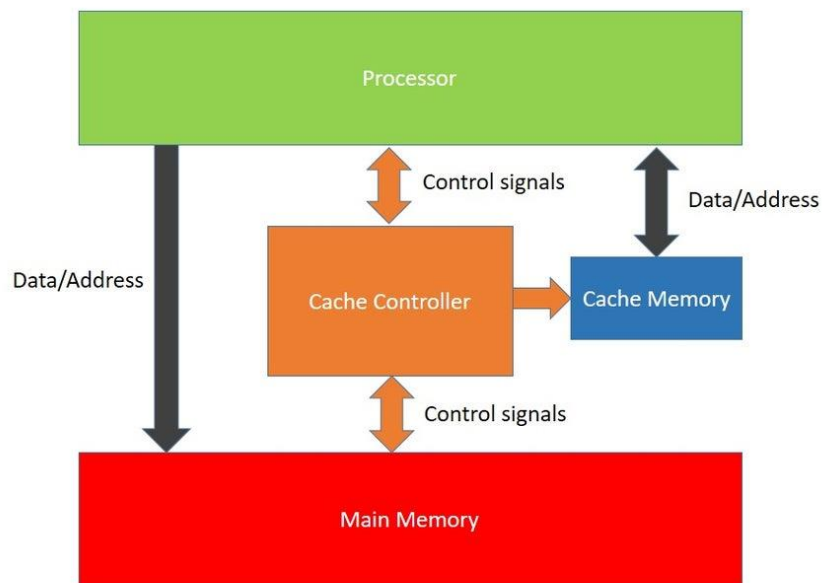 Processor
Control signals
Data/Address
Data/Address
Cache Controller
Cache Memory
Control signals
Main Memory